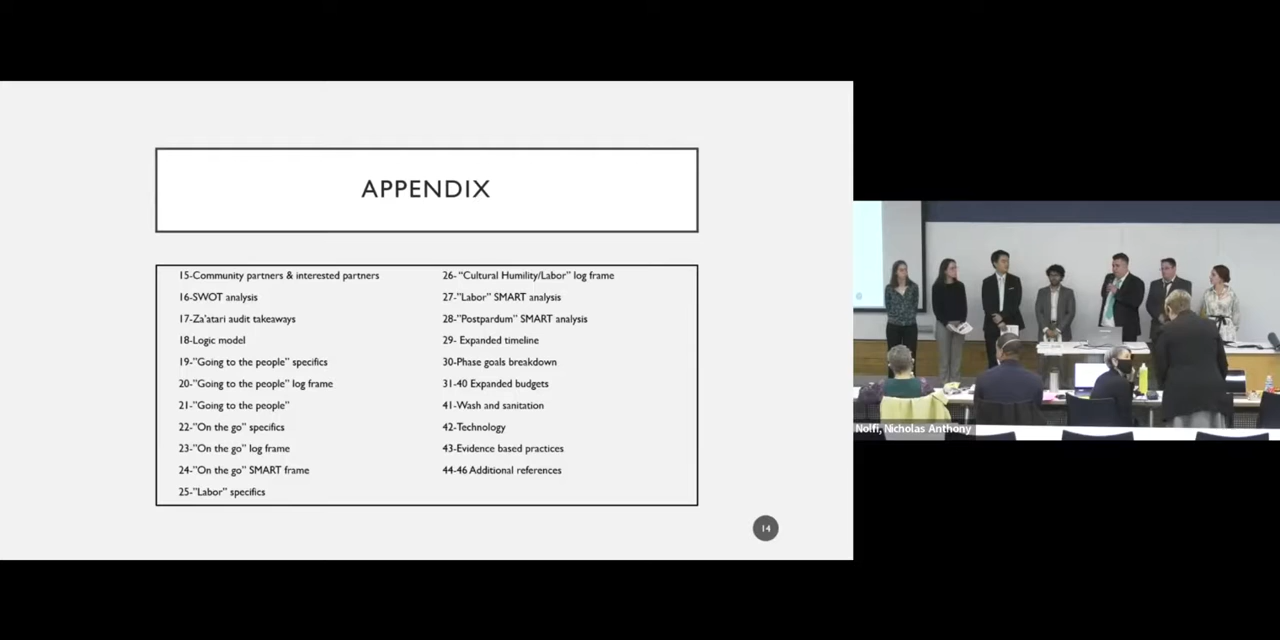 APPENDIX
15-Community partners & interested partners
16-SWOT analysis
17-Za'atari audit takeaways
18-Logic model
19-"Going to the people" specifics
20-"Going to the people" log frame
21-"Going to the people"
22-"On the go" specifics
23-"On the go" log frame
24-"On the go" SMART frame
25-"Labor" specifics
26- "Cultural Humility/Labor" log frame
27-"Labor" SMART analysis
28-"Postpardum" SMART analysis
29- Expanded timeline
30-Phase goals breakdown
31-40 Expanded budgets
41-Wash and sanitation
42-Technology
43-Evidence based practices
44-46 Additional references
14
Nolfi, Nicholas Anthony